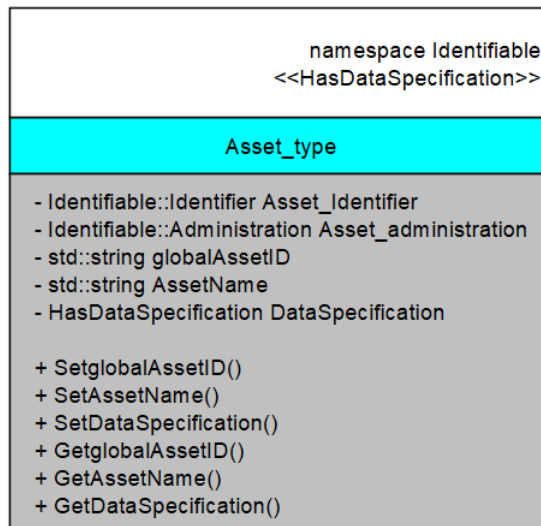 namespace Identifiable
<<HasDataSpecification>>
Asset_type
- Identifiable::Identifier Asset_Identifier
- Identifiable::Administration Asset_administration
- std::string globalAssetID
- std::string AssetName
- HasDataSpecification DataSpecification
+ SetglobalAssetID()
+ SetAssetName()
+ SetDataSpecification()
+ GetglobalAssetID()
+ GetAssetName()
+ GetDataSpecification()